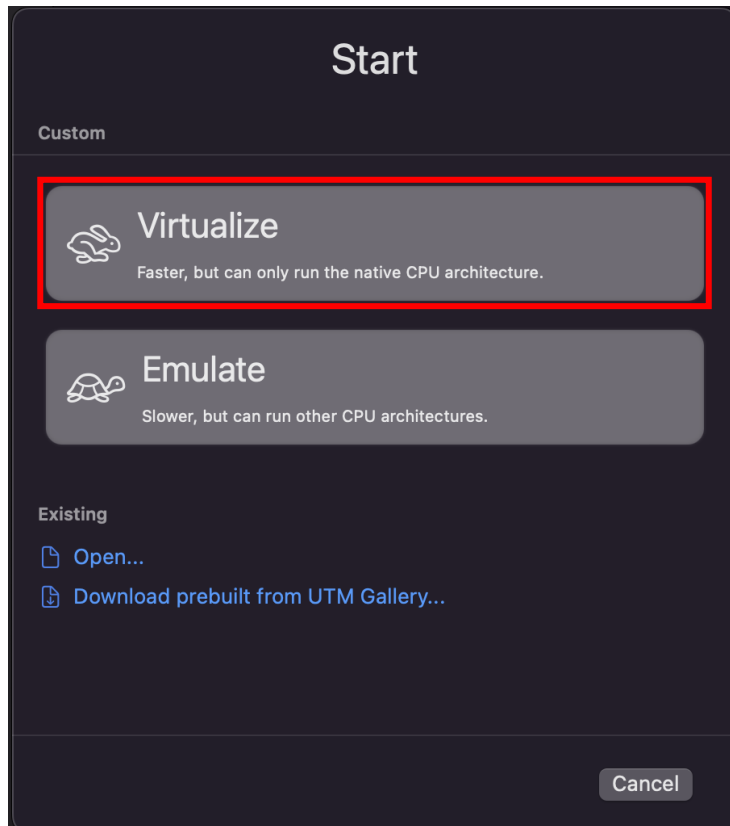 Start
Custom
Virtualize
Faster, but can only run the native CPU architecture.
Emulate
Slower, but can run other CPU architectures.
Existing
Open...
Download prebuilt from UTM Gallery...
Cancel